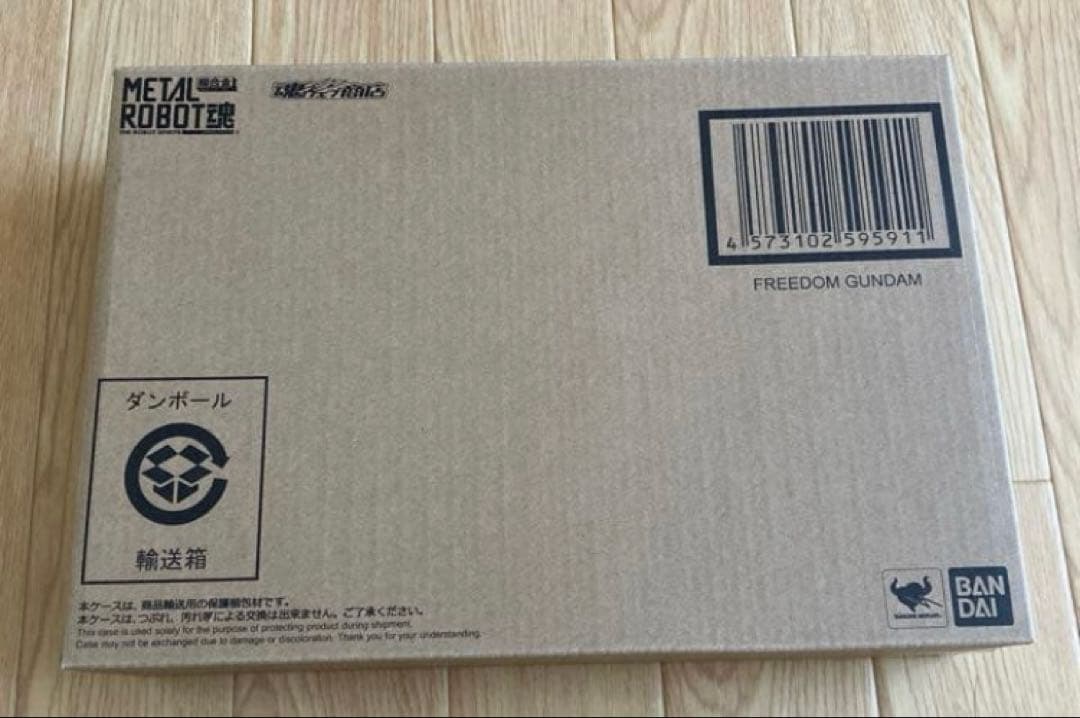 METAL
ROBOT魂
魂ウェブ商店
4 573102 595911
FREEDOM GUNDAM
ダンボール
輸送箱
本ケースは、商品輸送用の保護梱包材です。
本ケースは、つぶれ、汚れ等による交換は出来ません。ご了承ください。
This case is used solely for the purpose of protecting product during shipment.
Case may not be exchanged due to damage or discoloration. Thank you for your understanding.
BAN
DAI